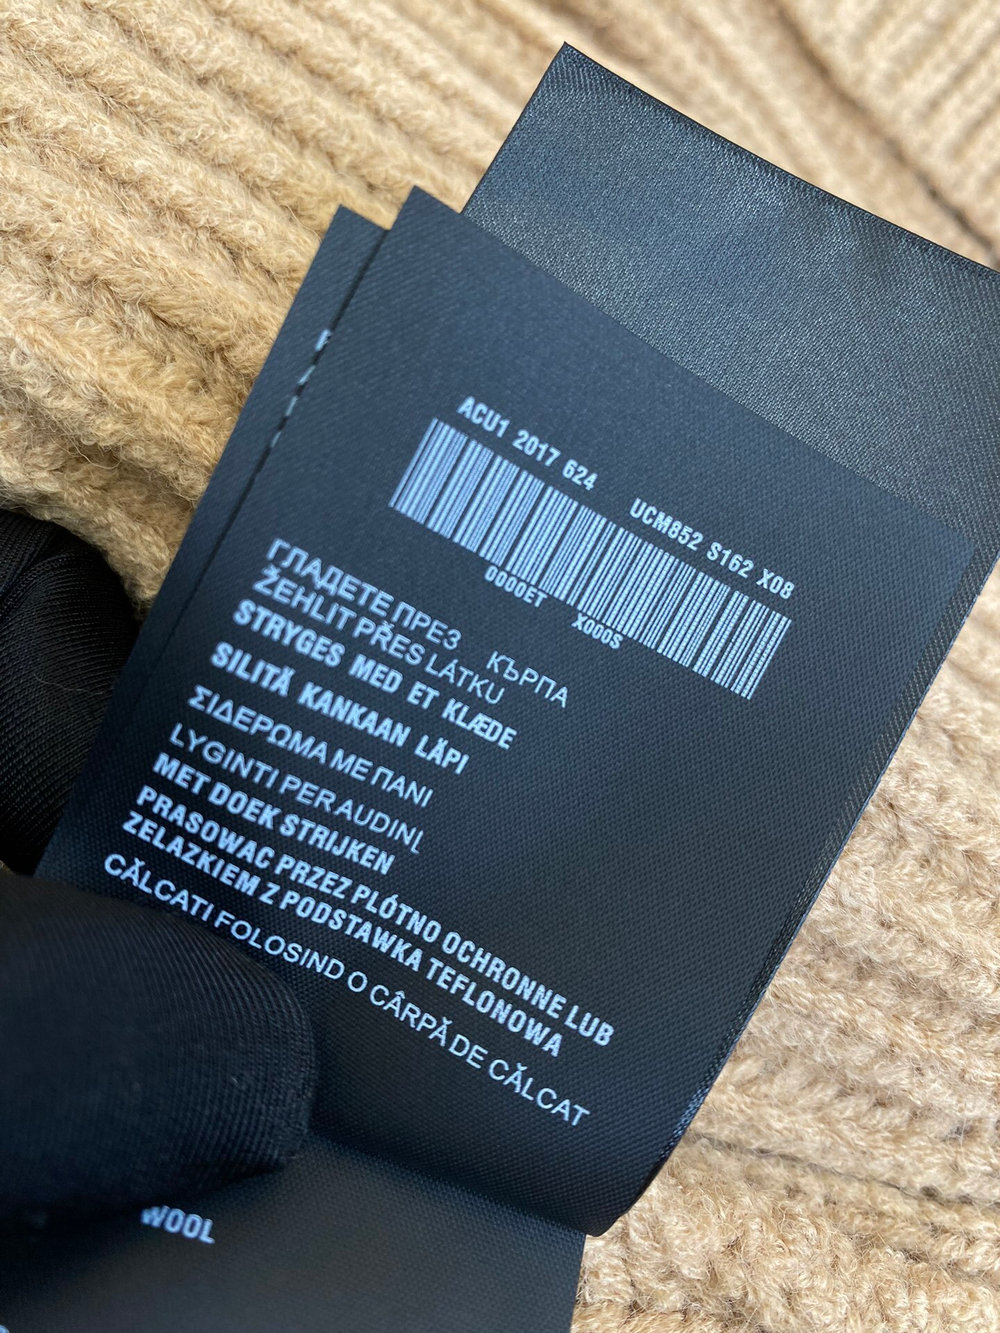 ACU1 2017 624 UCM852 S162 X08
0000ET X000S
ГЛАДЕТЕ ПРЕЗ КЪРПА
ŽEHLIT PŘES LÁTKU
STRYGES MED ET KLÆDE
SILITÄ KANKAAN LÄPI
ΣΙΔΕΡΩΜΑ ΜΕ ΠΑΝΙ
LYGINTI PER AUDINĮ
MET DOEK STRIJKEN
PRASOWAC PRZEZ PLÓTNO OCHRONNE LUB
ZELAZKIEM Z PODSTAWKA TEFLONOWA
CĂLCATI FOLOSIND O CÂRPĂ DE CĂLCAT
WOOL